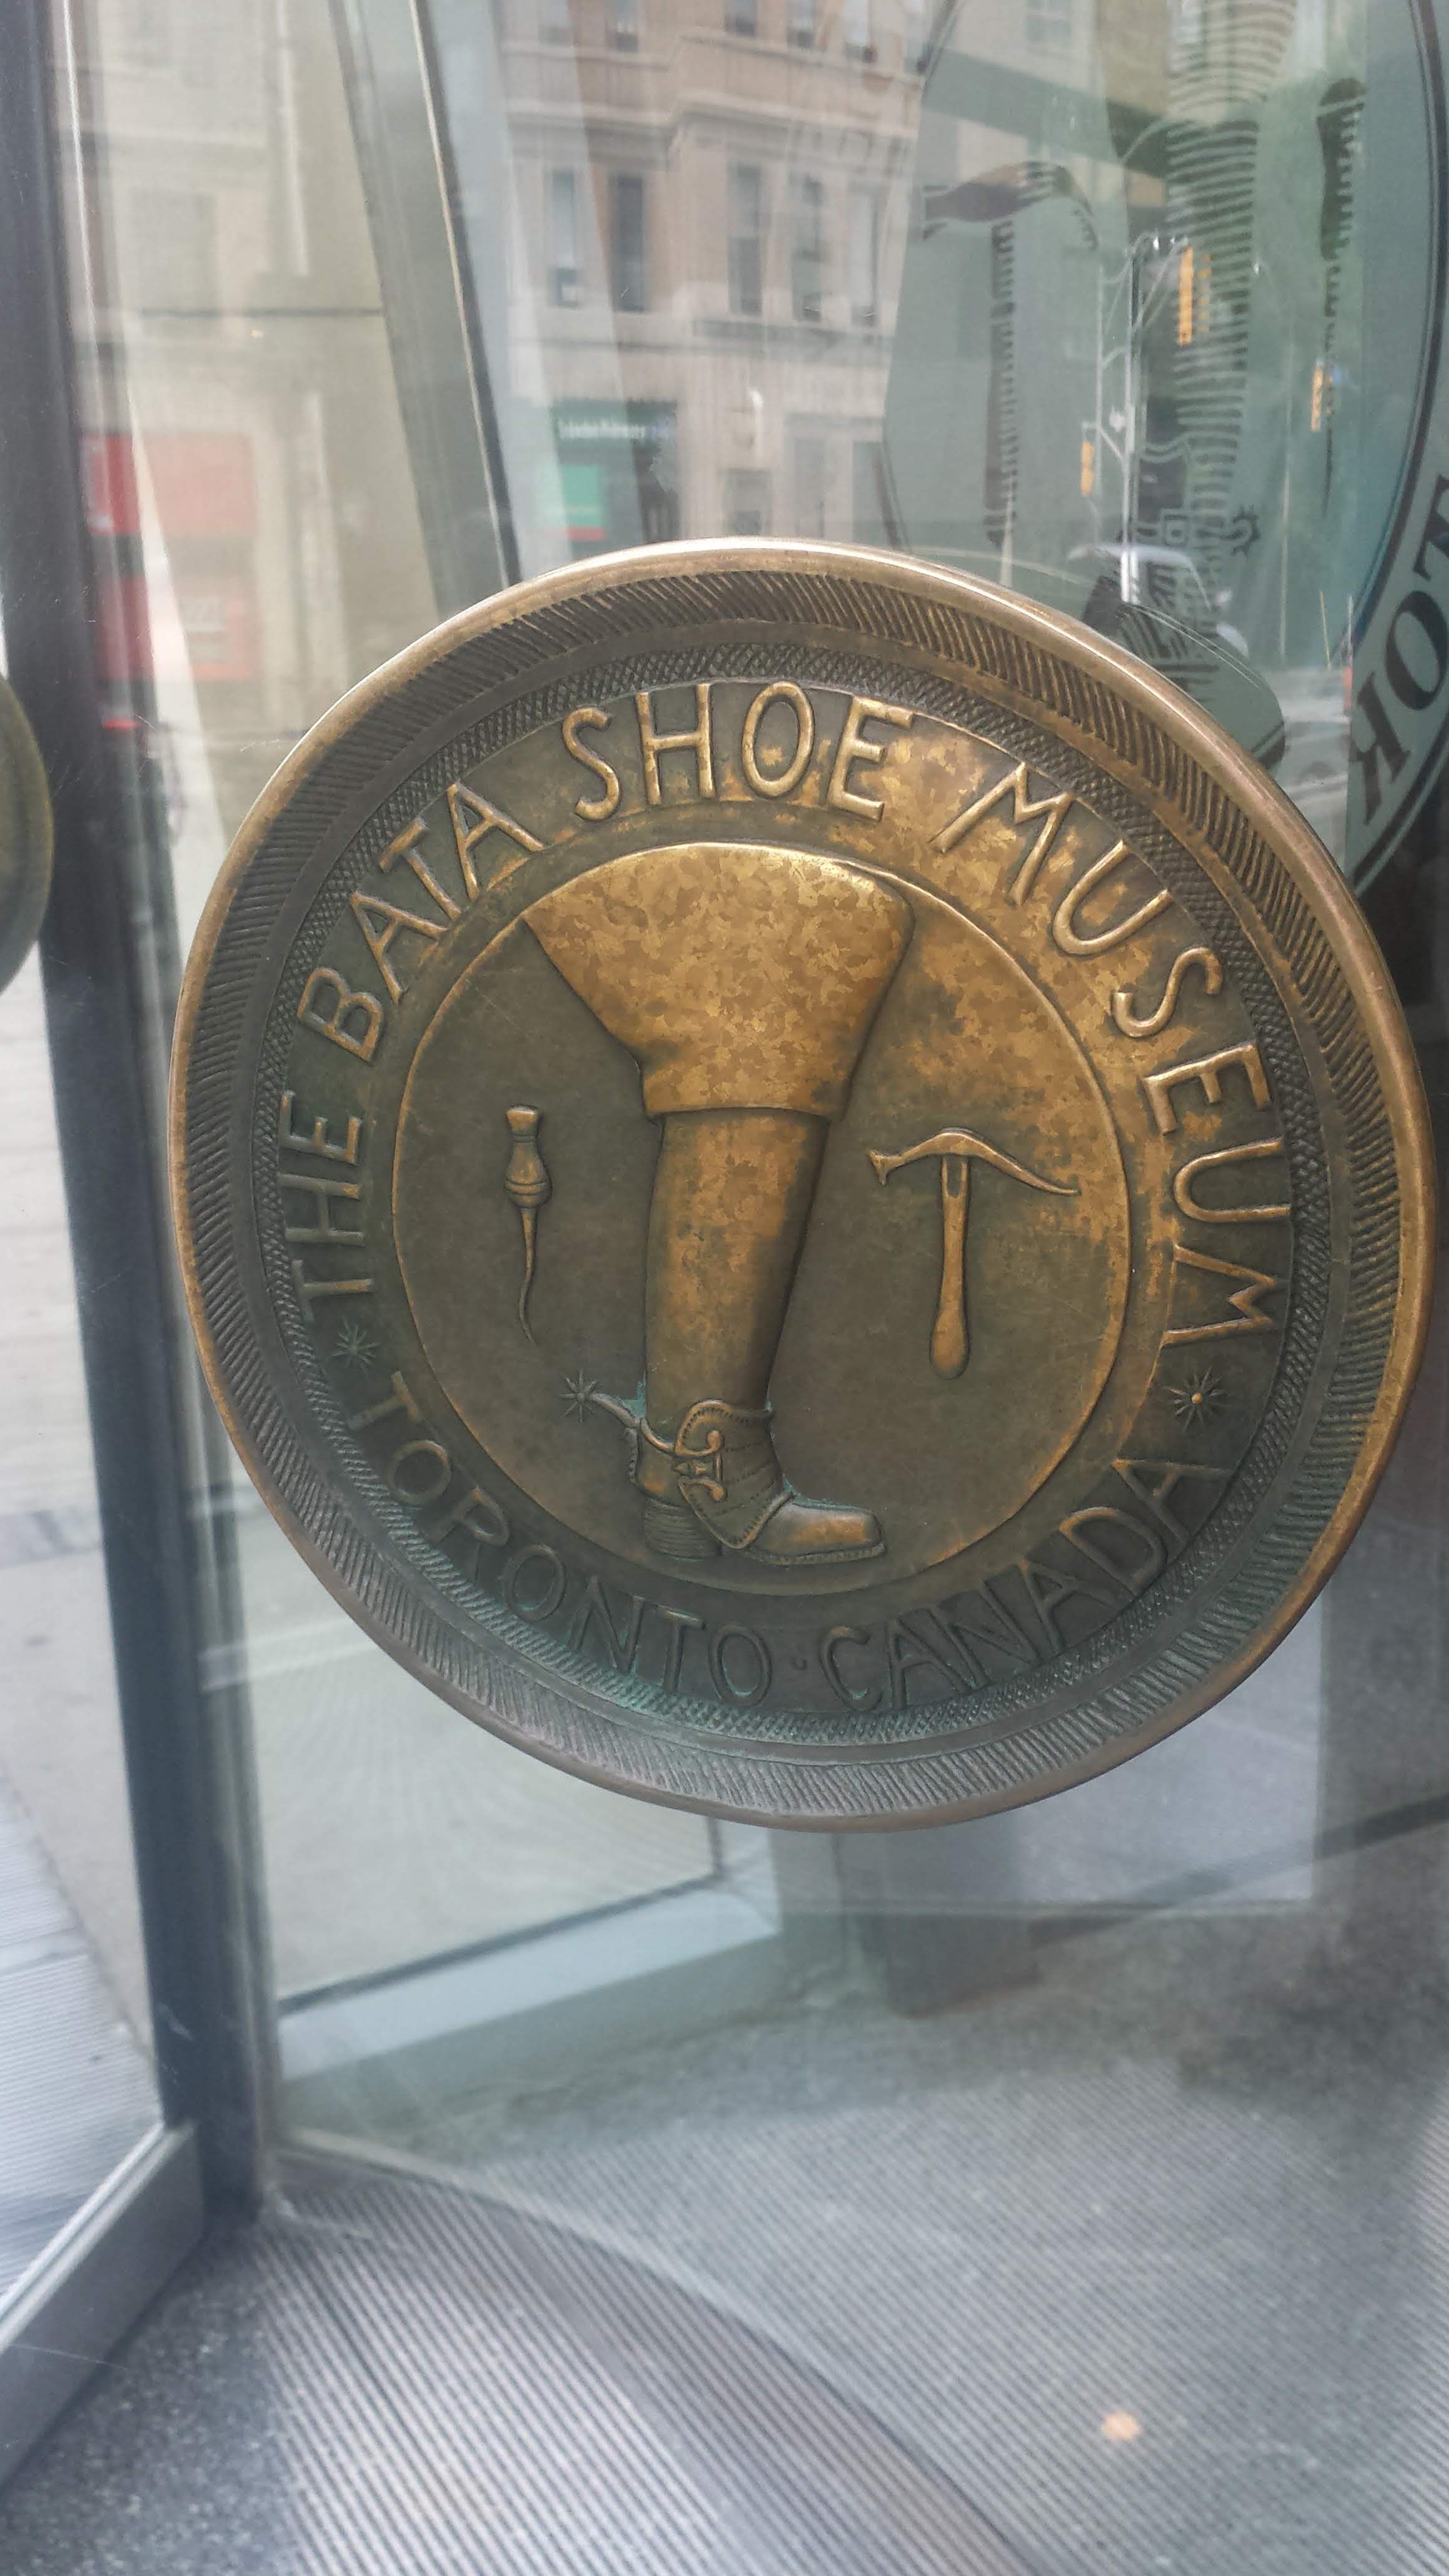 THE BATA SHOE MUSEUM
TORONTO · CANADA